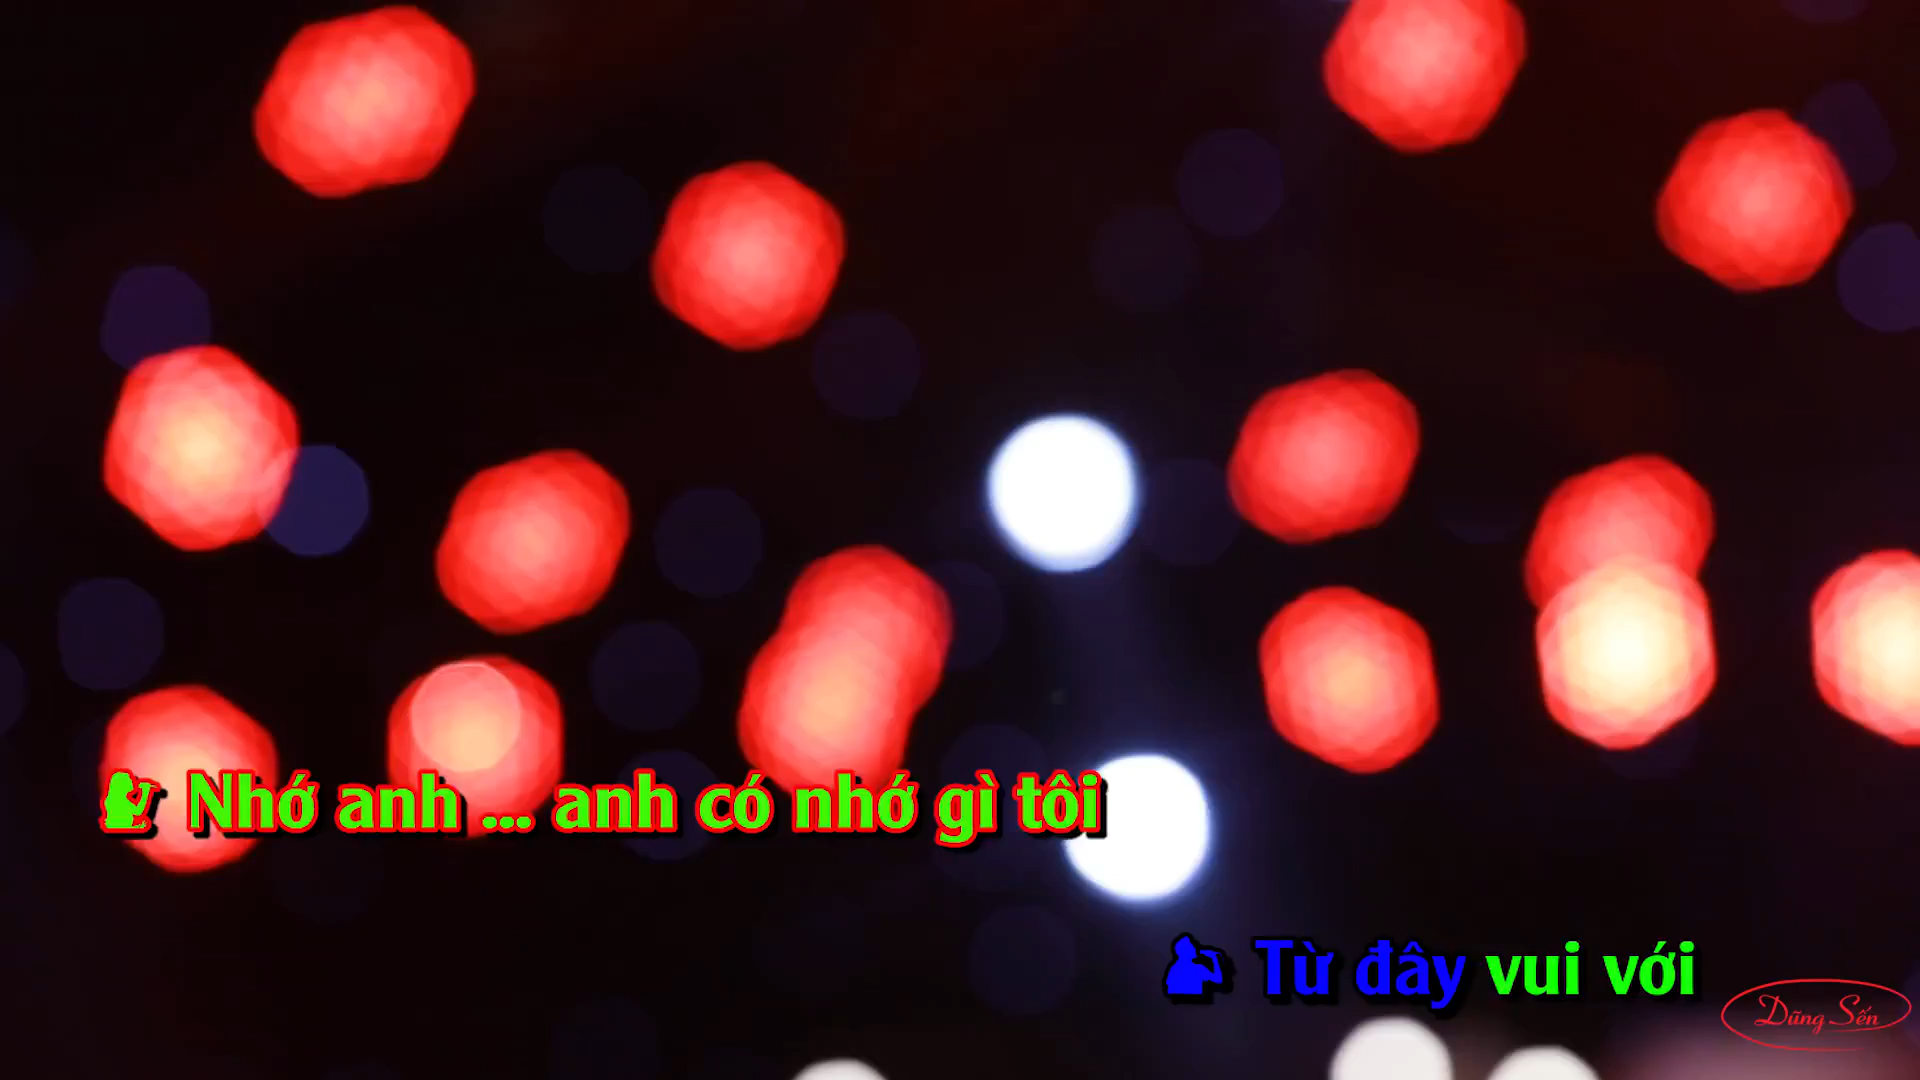 Nhớ anh ... anh có nhớ gì tôi
Từ đây vui với
Dũng Sến